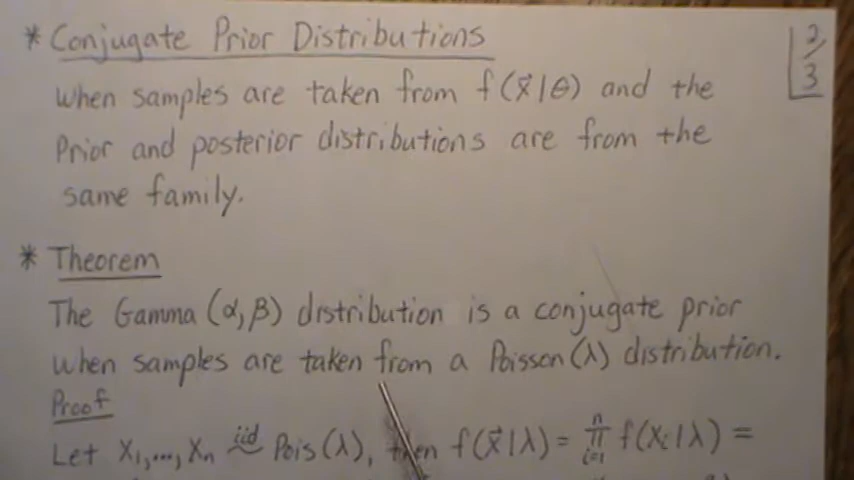 * Conjugate Prior Distributions
2/3
When samples are taken from f(x⃗|θ) and the
Prior and posterior distributions are from the
same family.
* Theorem
The Gamma (α,β) distribution is a conjugate prior
when samples are taken from a Poisson(λ) distribution.
Proof
Let X₁,...,Xₙ iid~ Pois(λ), then f(x⃗|λ) = ∏ⁿᵢ₌₁ f(xᵢ|λ) =